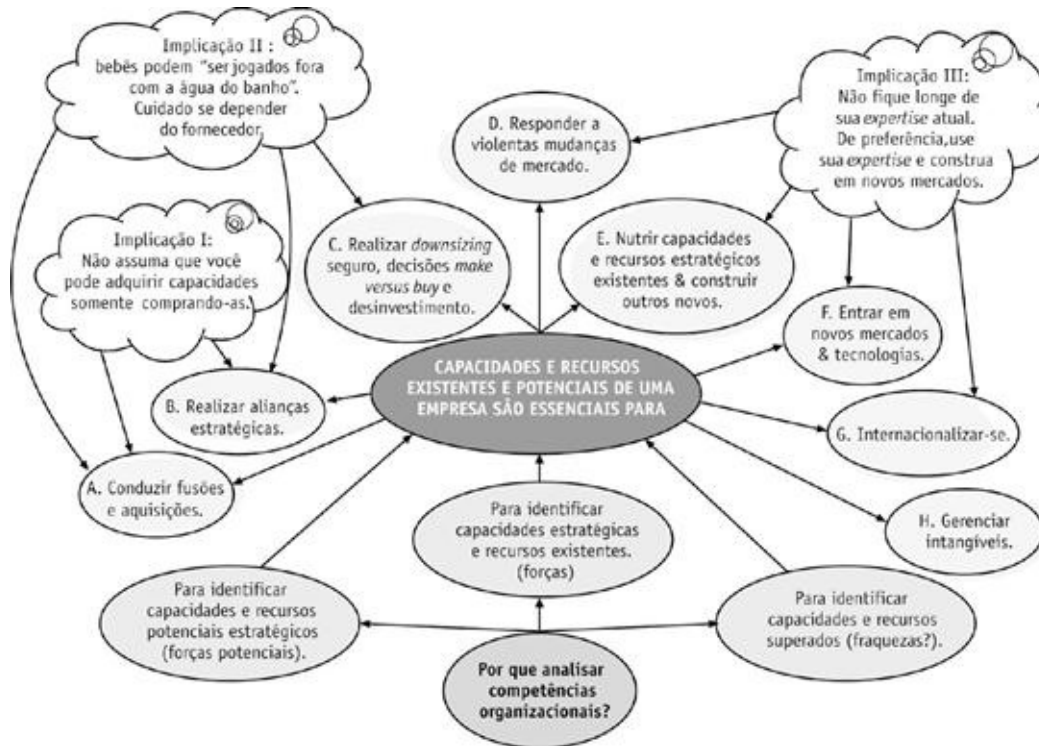 Implicação II :
bebês podem “ser jogados fora
com a água do banho”.
Cuidado se depender
do fornecedor.
Implicação III:
Não fique longe de
sua expertise atual.
De preferência,use
sua expertise e construa
em novos mercados.
D. Responder a
violentas mudanças
de mercado.
Implicação I:
Não assuma que você
pode adquirir capacidades
somente comprando-as.
C. Realizar downsizing
seguro, decisões make
versus buy e
desinvestimento.
E. Nutrir capacidades
e recursos estratégicos
existentes & construir
outros novos.
F. Entrar em
novos mercados
& tecnologias.
CAPACIDADES E RECURSOS
EXISTENTES E POTENCIAIS DE UMA
EMPRESA SÃO ESSENCIAIS PARA
B. Realizar alianças
estratégicas.
G. Internacionalizar-se.
A. Conduzir fusões
e aquisições.
H. Gerenciar
intangíveis.
Para identificar
capacidades estratégicas
e recursos existentes.
(forças)
Para identificar
capacidades e recursos
potenciais estratégicos
(forças potenciais).
Para identificar
capacidades e recursos
superados (fraquezas?).
Por que analisar
competências
organizacionais?